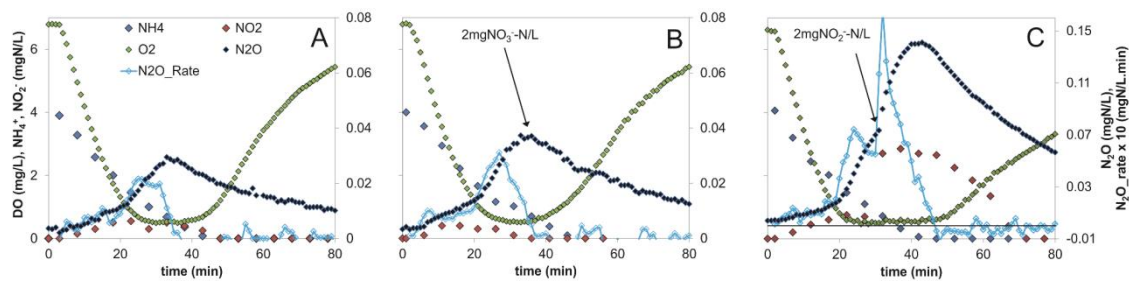 NH4
NO2
O2
N2O
N2O_Rate
A
DO (mg/L), NH₄⁺, NO₂⁻ (mgN/L)
6
4
2
0
0.08
0.06
0.04
0.02
0
0 20 40 60 80
time (min)
B
2mgNO₃⁻-N/L
0.08
0.06
0.04
0.02
0
0 20 40 60 80
time (min)
C
2mgNO₂⁻-N/L
0.15
0.11
0.07
0.03
-0.01
0 20 40 60 80
time (min)
N₂O (mgN/L),
N₂O_rate x 10 (mgN/L.min)